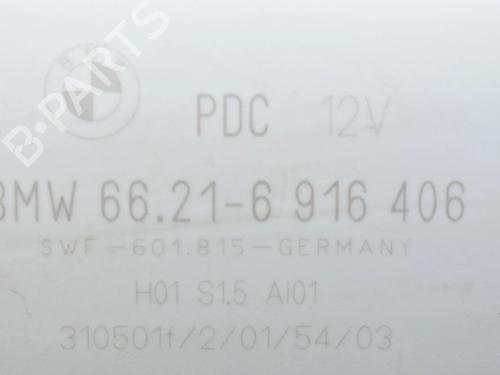 B-PARTS
PDC 12V
BMW 66.21-6 916 406
SWF-601.815-GERMANY
H01 S1.5 AI01
310501f/2/01/54/03